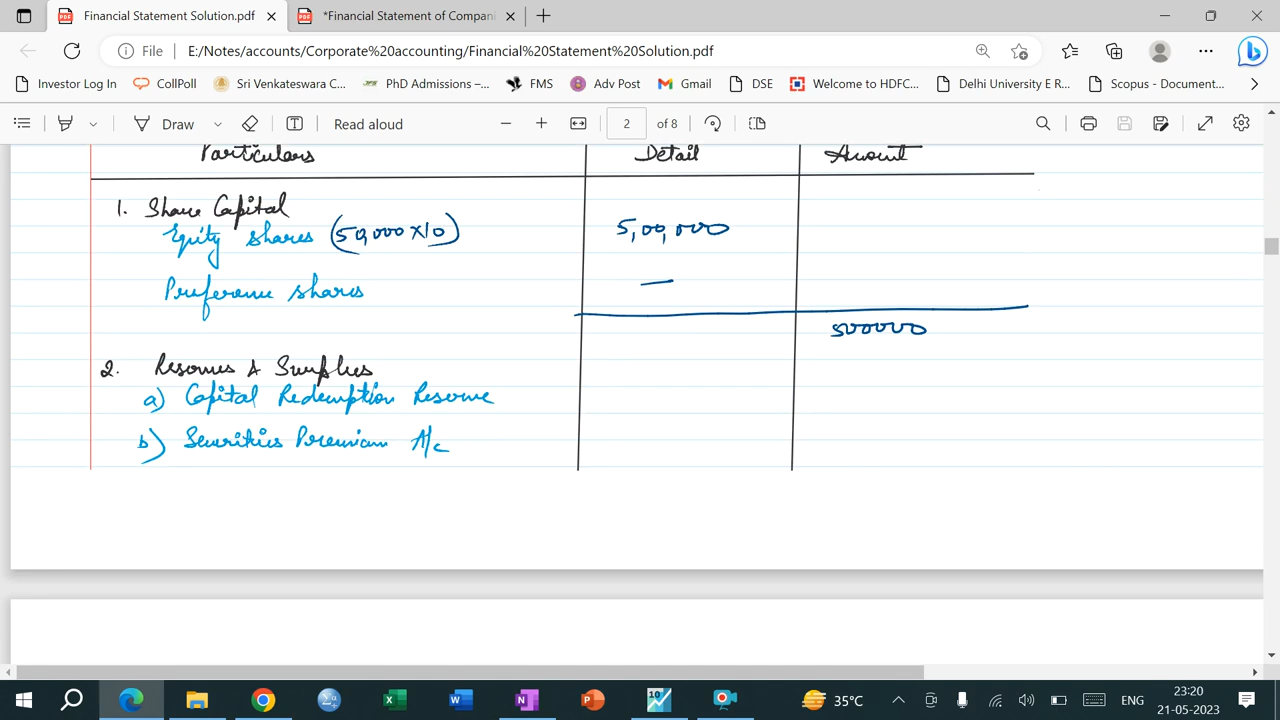 Financial Statement Solution.pdf
*Financial Statement of Compani
File
E:/Notes/accounts/Corporate%20accounting/Financial%20Statement%20Solution.pdf
Investor Log In
CollPoll
Sri Venkateswara C...
PhD Admissions –...
FMS
Adv Post
Gmail
DSE
Welcome to HDFC...
Delhi University E R...
Scopus - Document...
Draw
Read aloud
2 of 8
Particulars Detail Amount
1. Share Capital
Equity shares (50,000 x 10) 5,00,000
Preference shares —
500000
2. Reserves & Surplus
a) Capital Redemption Reserve
b) Securities Premium A/c
35°C
ENG
23:20
21-05-2023